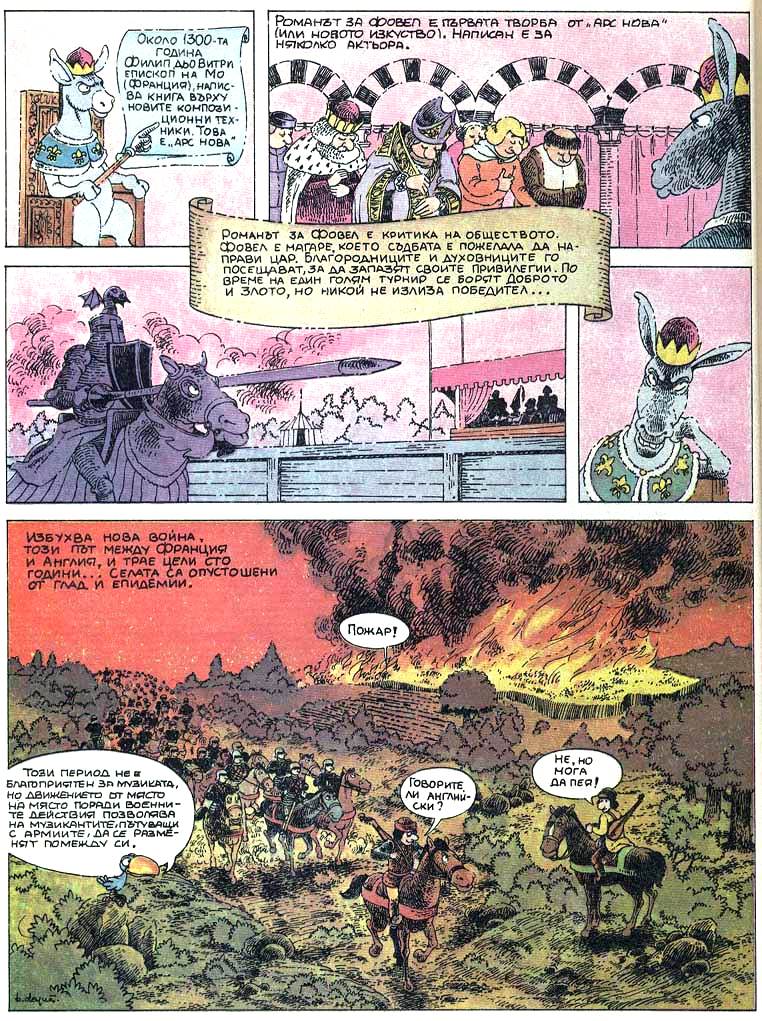 Около 1300-та
година
Филип дьо Витри
епископ на Мо
(Франция), написва
ва книга върху
новите компози-
ционни тех-
ники. Това
е „Арс нова"
Романът за Фовел е първата творба от „Арс нова"
(или новото изкуство). Написан е за
няколко актьора.
Романът за Фовел е критика на обществото.
Фовел е магаре, което съдбата е пожелала да на-
прави цар. Благородниците и духовниците го
посещават, за да запазят своите привилегии. По
време на един голям турнир се борят Доброто
и Злото, но никой не излиза победител...
Избухва нова война,
този път между Франция
и Англия, и трае цели сто
години... Селата са опустошени
от глад и епидемии.
Пожар!
Този период не е
благоприятен за музиката,
но движението от място
на място поради военни-
те действия позволява
на музикантите, пътуващи
с армиите, да се разме-
нят помежду си.
Говорите
ли англий-
ски?
Не, но
мога
да пея!